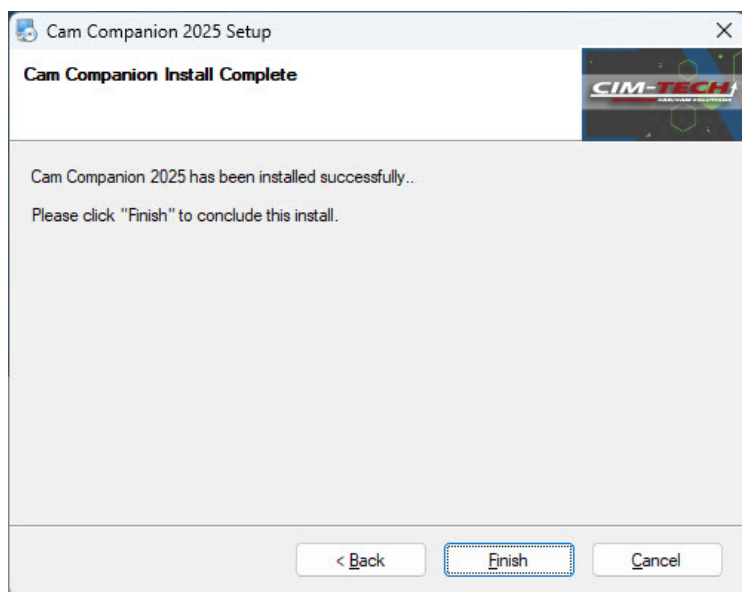 Cam Companion 2025 Setup
Cam Companion Install Complete
CIM-TECH
Cam Companion 2025 has been installed successfully..
Please click "Finish" to conclude this install.
< Back
Finish
Cancel